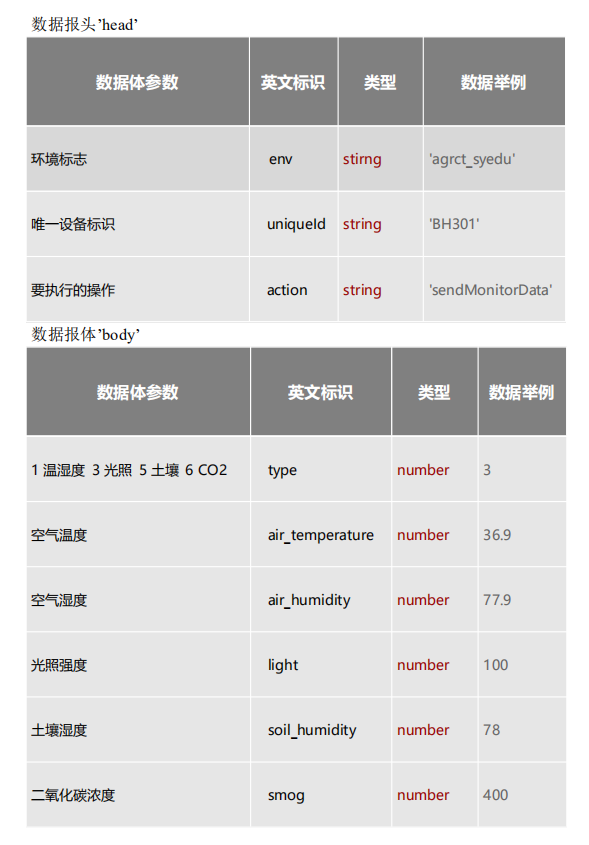 数据报头’head’
数据体参数 英文标识 类型 数据举例
环境标志 env stirng 'agrct_syedu'
唯一设备标识 uniqueId string 'BH301'
要执行的操作 action string 'sendMonitorData'
数据报体’body’
数据体参数 英文标识 类型 数据举例
1 温湿度 3 光照 5 土壤 6 CO2 type number 3
空气温度 air_temperature number 36.9
空气湿度 air_humidity number 77.9
光照强度 light number 100
土壤湿度 soil_humidity number 78
二氧化碳浓度 smog number 400